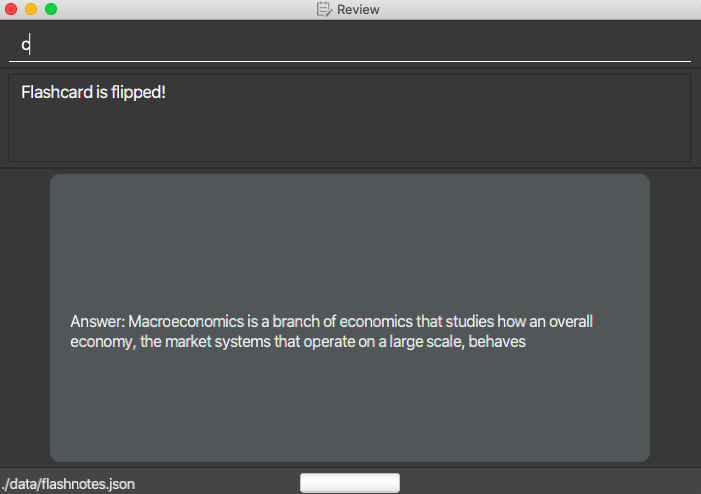 Review
c
Flashcard is flipped!
Answer: Macroeconomics is a branch of economics that studies how an overall
economy, the market systems that operate on a large scale, behaves
./data/flashnotes.json